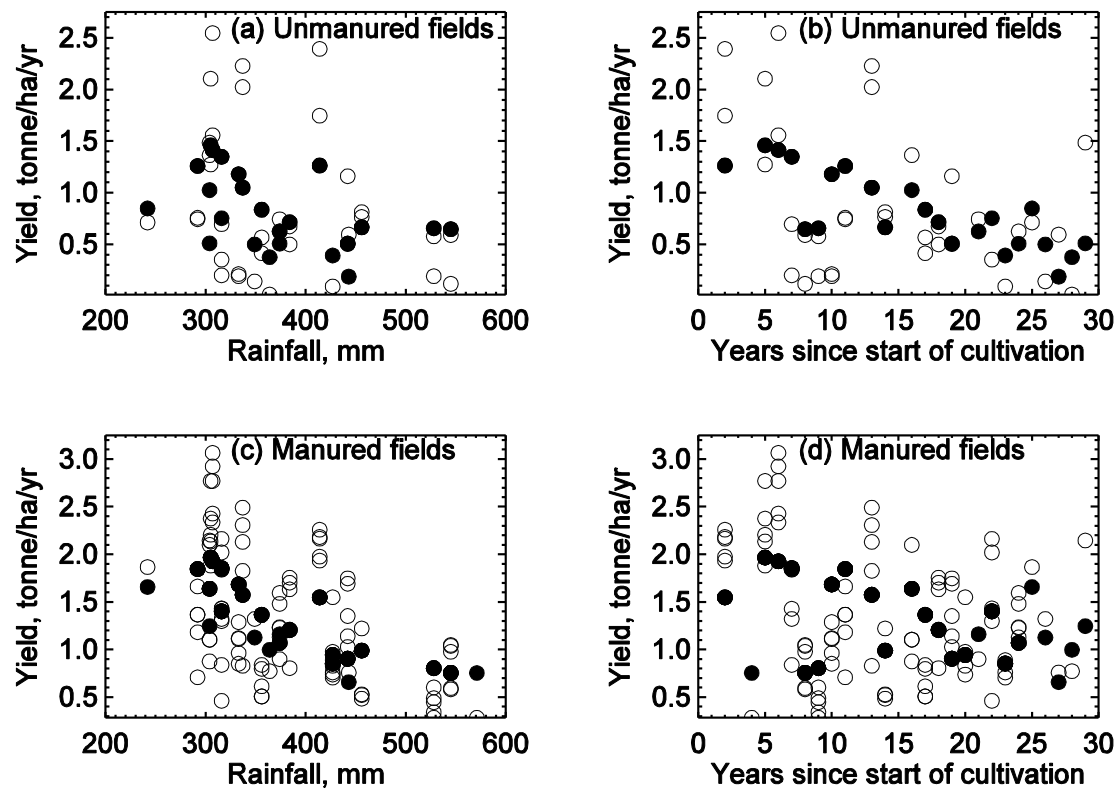 (a) Unmanured fields
Yield, tonne/ha/yr
2.5
2.0
1.5
1.0
0.5
200 300 400 500 600
Rainfall, mm
(b) Unmanured fields
Yield, tonne/ha/yr
2.5
2.0
1.5
1.0
0.5
0 5 10 15 20 25 30
Years since start of cultivation
(c) Manured fields
Yield, tonne/ha/yr
3.0
2.5
2.0
1.5
1.0
0.5
200 300 400 500 600
Rainfall, mm
(d) Manured fields
Yield, tonne/ha/yr
3.0
2.5
2.0
1.5
1.0
0.5
0 5 10 15 20 25 30
Years since start of cultivation